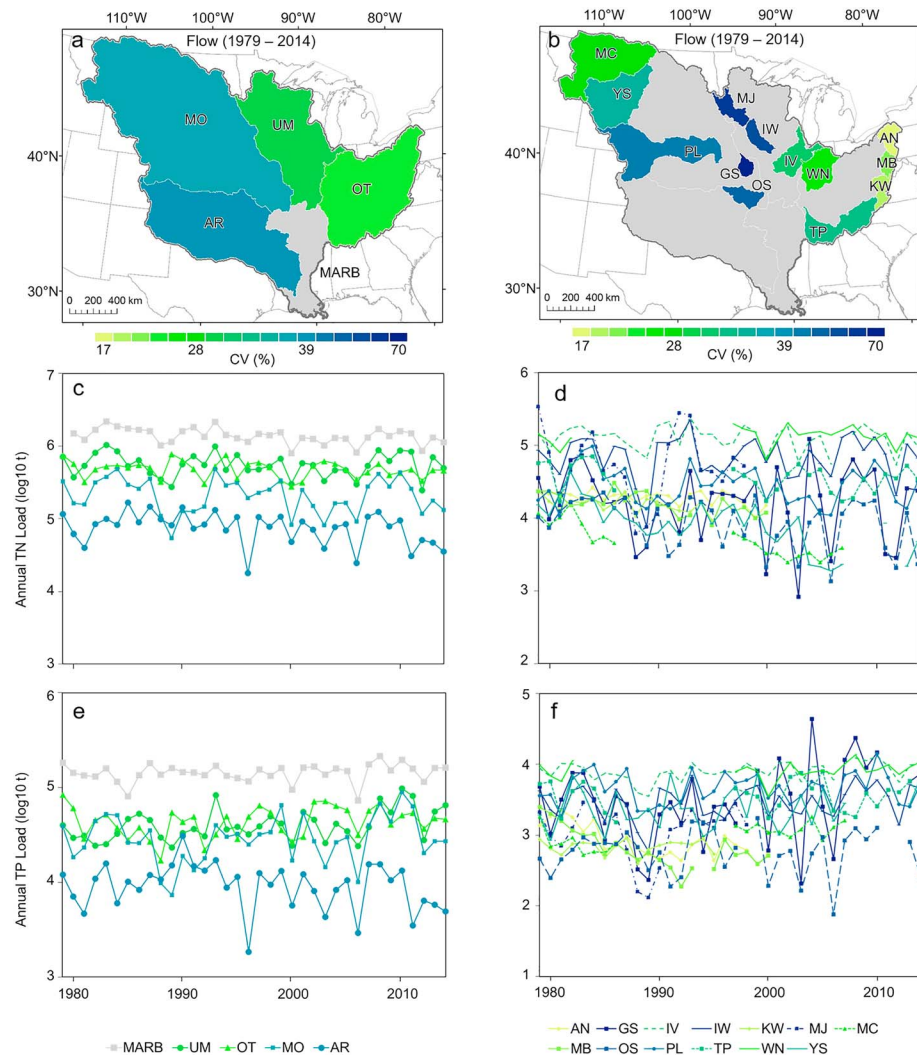 110°W 100°W 90°W 80°W
a Flow (1979 – 2014)
MO
UM
OT
AR
MARB
40°N
30°N
0 200 400 km
17 28 39 70
CV (%)
110°W 100°W 90°W 80°W
b Flow (1979 – 2014)
MC
YS
MJ
IW
AN
PL
IV
MB
GS
WN
KW
OS
TP
40°N
30°N
0 200 400 km
17 28 39 70
CV (%)
c
7
6
5
4
3
Annual TN Load (log10 t)
d
6
5
4
3
2
e
6
5
4
3
Annual TP Load (log10 t)
1980 1990 2000 2010
f
5
4
3
2
1
1980 1990 2000 2010
MARB UM OT MO AR
AN GS IV IW KW MJ MC
MB OS PL TP WN YS